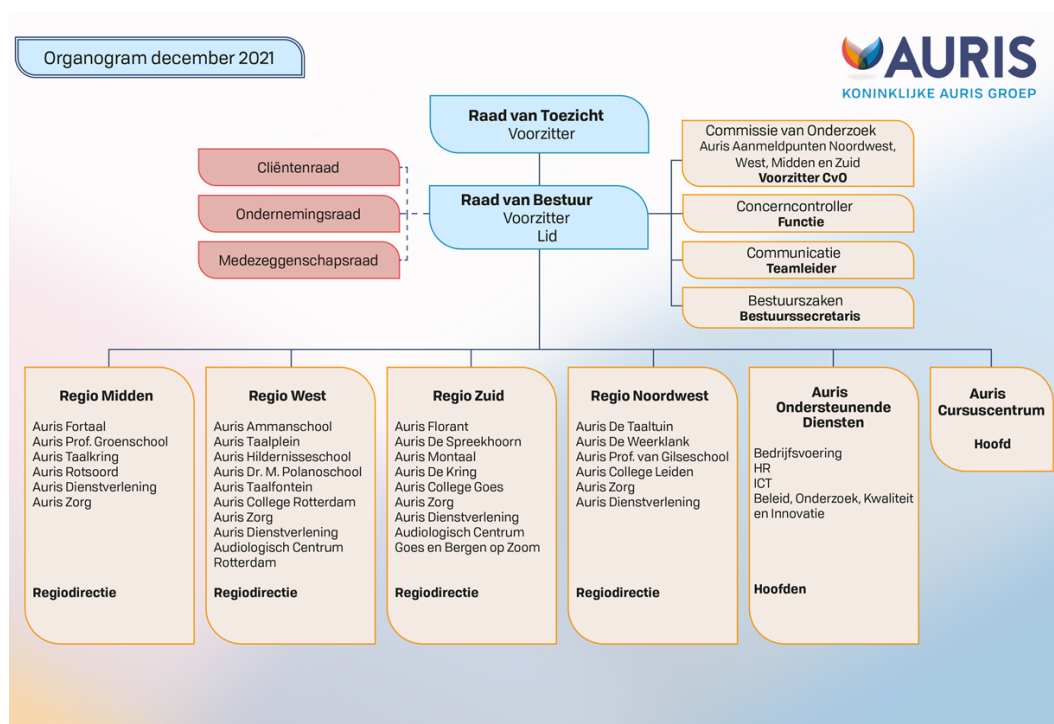 Organogram december 2021
AURIS
KONINKLIJKE AURIS GROEP
Raad van Toezicht
Voorzitter
Cliëntenraad
Ondernemingsraad
Medezeggenschapsraad
Raad van Bestuur
Voorzitter
Lid
Commissie van Onderzoek
Auris Aanmeldpunten Noordwest,
West, Midden en Zuid
Voorzitter CvO
Concerncontroller
Functie
Communicatie
Teamleider
Bestuurszaken
Bestuurssecretaris
Regio Midden
Auris Fortaal
Auris Prof. Groenschool
Auris Taalkring
Auris Rotsoord
Auris Dienstverlening
Auris Zorg
Regiodirectie
Regio West
Auris Ammanschool
Auris Taalplein
Auris Hildernisseschool
Auris Dr. M. Polanoschool
Auris Taalfontein
Auris College Rotterdam
Auris Zorg
Auris Dienstverlening
Audiologisch Centrum
Rotterdam
Regiodirectie
Regio Zuid
Auris Florant
Auris De Spreekhoorn
Auris Montaal
Auris De Kring
Auris College Goes
Auris Zorg
Auris Dienstverlening
Audiologisch Centrum
Goes en Bergen op Zoom
Regiodirectie
Regio Noordwest
Auris De Taaltuin
Auris De Weerklank
Auris Prof. van Gilseschool
Auris College Leiden
Auris Zorg
Auris Dienstverlening
Regiodirectie
Auris
Ondersteunende
Diensten
Bedrijfsvoering
HR
ICT
Beleid, Onderzoek, Kwaliteit
en Innovatie
Hoofden
Auris
Cursuscentrum
Hoofd